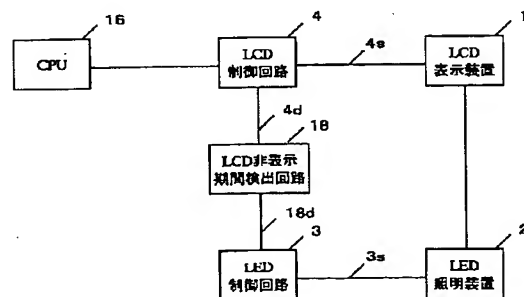 16
CPU
4
LCD
制御回路
4s
1
LCD
表示装置
4d
18
LCD非表示
期間検出回路
18d
3
LED
制御回路
3s
2
LED
照明装置